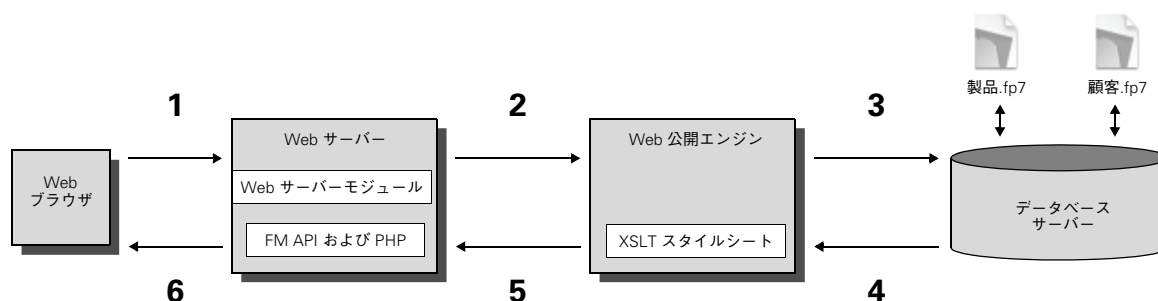 製品.fp7
顧客.fp7
1
2
3
Web サーバー
Web 公開エンジン
Web
ブラウザ
Web サーバーモジュール
FM API および PHP
XSLT スタイルシート
データベース
サーバー
6
5
4